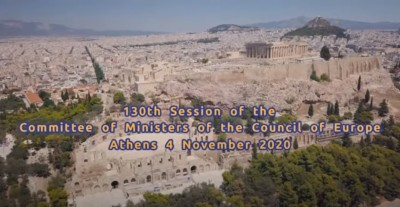 130th Session of the
Committee of Ministers of the Council of Europe
Athens 4 November 2020